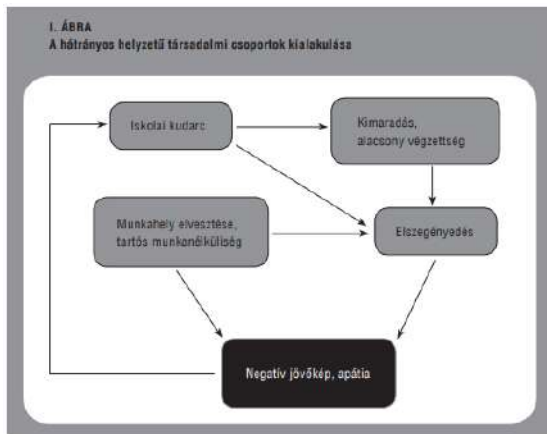 I. ÁBRA
A hátrányos helyzetű társadalmi csoportok kialakulása
Iskolai kudarc
Kimaradás,
alacsony végzettség
Munkahely elvesztése,
tartós munkanélküliség
Elszegényedés
Negatív jövőkép, apátia